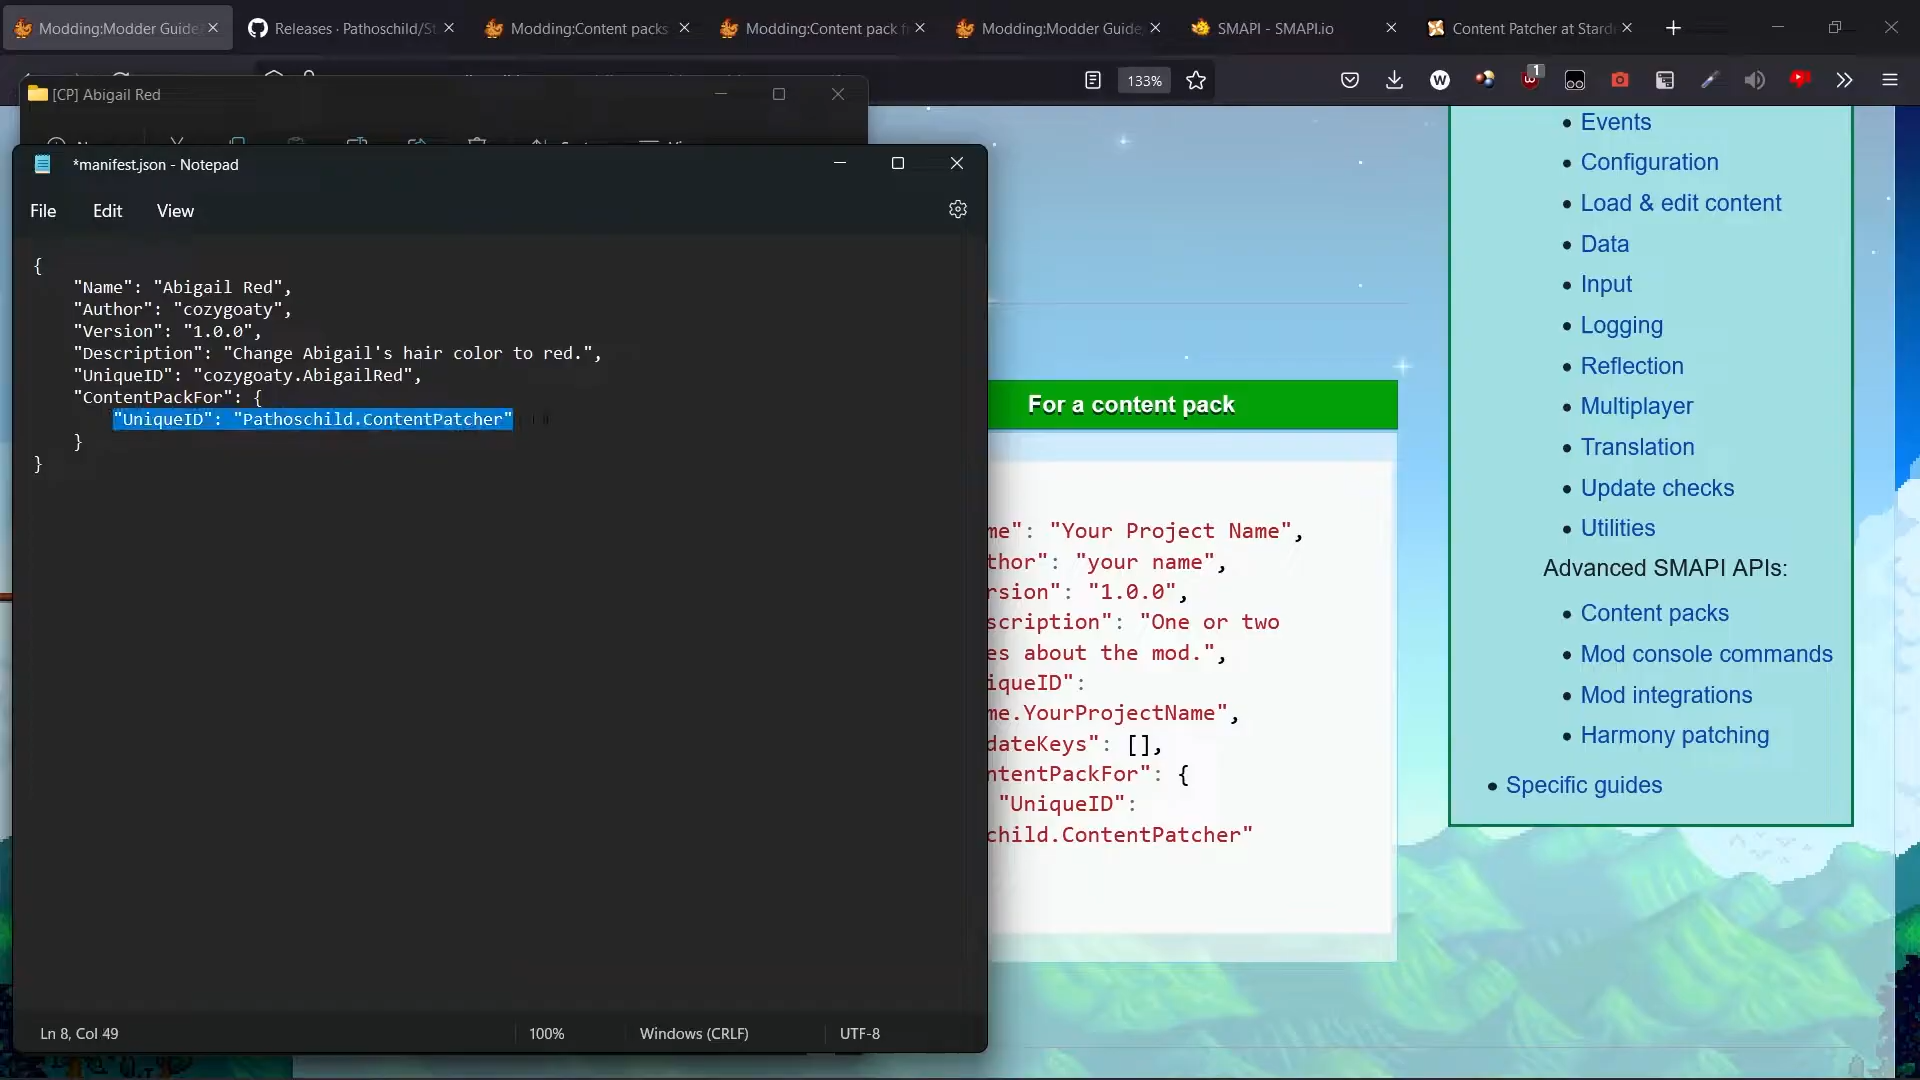 Modding:Modder Guide
Releases · Pathoschild/St
Modding:Content packs
Modding:Content pack f
Modding:Modder Guide
SMAPI - SMAPI.io
Content Patcher at Stard
133%
1
[CP] Abigail Red
*manifest.json - Notepad
File Edit View
{
"Name": "Abigail Red",
"Author": "cozygoaty",
"Version": "1.0.0",
"Description": "Change Abigail's hair color to red.",
"UniqueID": "cozygoaty.AbigailRed",
"ContentPackFor": {
"UniqueID": "Pathoschild.ContentPatcher"
}
}
Ln 8, Col 49
100%
Windows (CRLF)
UTF-8
For a content pack
me": "Your Project Name",
thor": "your name",
rsion": "1.0.0",
scription": "One or two
es about the mod.",
iqueID":
me.YourProjectName",
dateKeys": [],
ntentPackFor": {
"UniqueID":
child.ContentPatcher"
Events
Configuration
Load & edit content
Data
Input
Logging
Reflection
Multiplayer
Translation
Update checks
Utilities
Advanced SMAPI APIs:
Content packs
Mod console commands
Mod integrations
Harmony patching
Specific guides